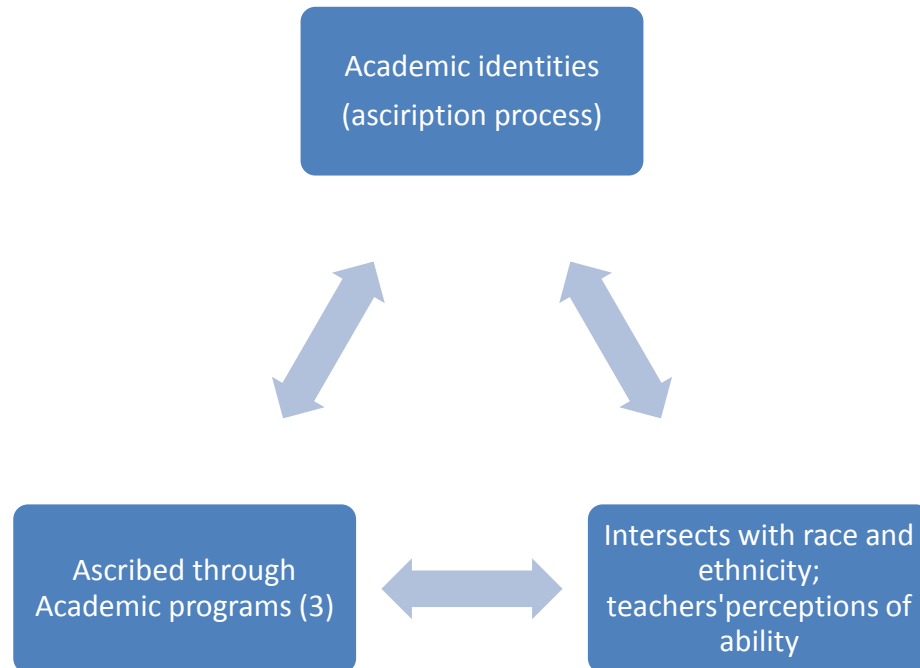 Academic identities
(asciription process)
Ascribed through
Academic programs (3)
Intersects with race and
ethnicity;
teachers'perceptions of
ability